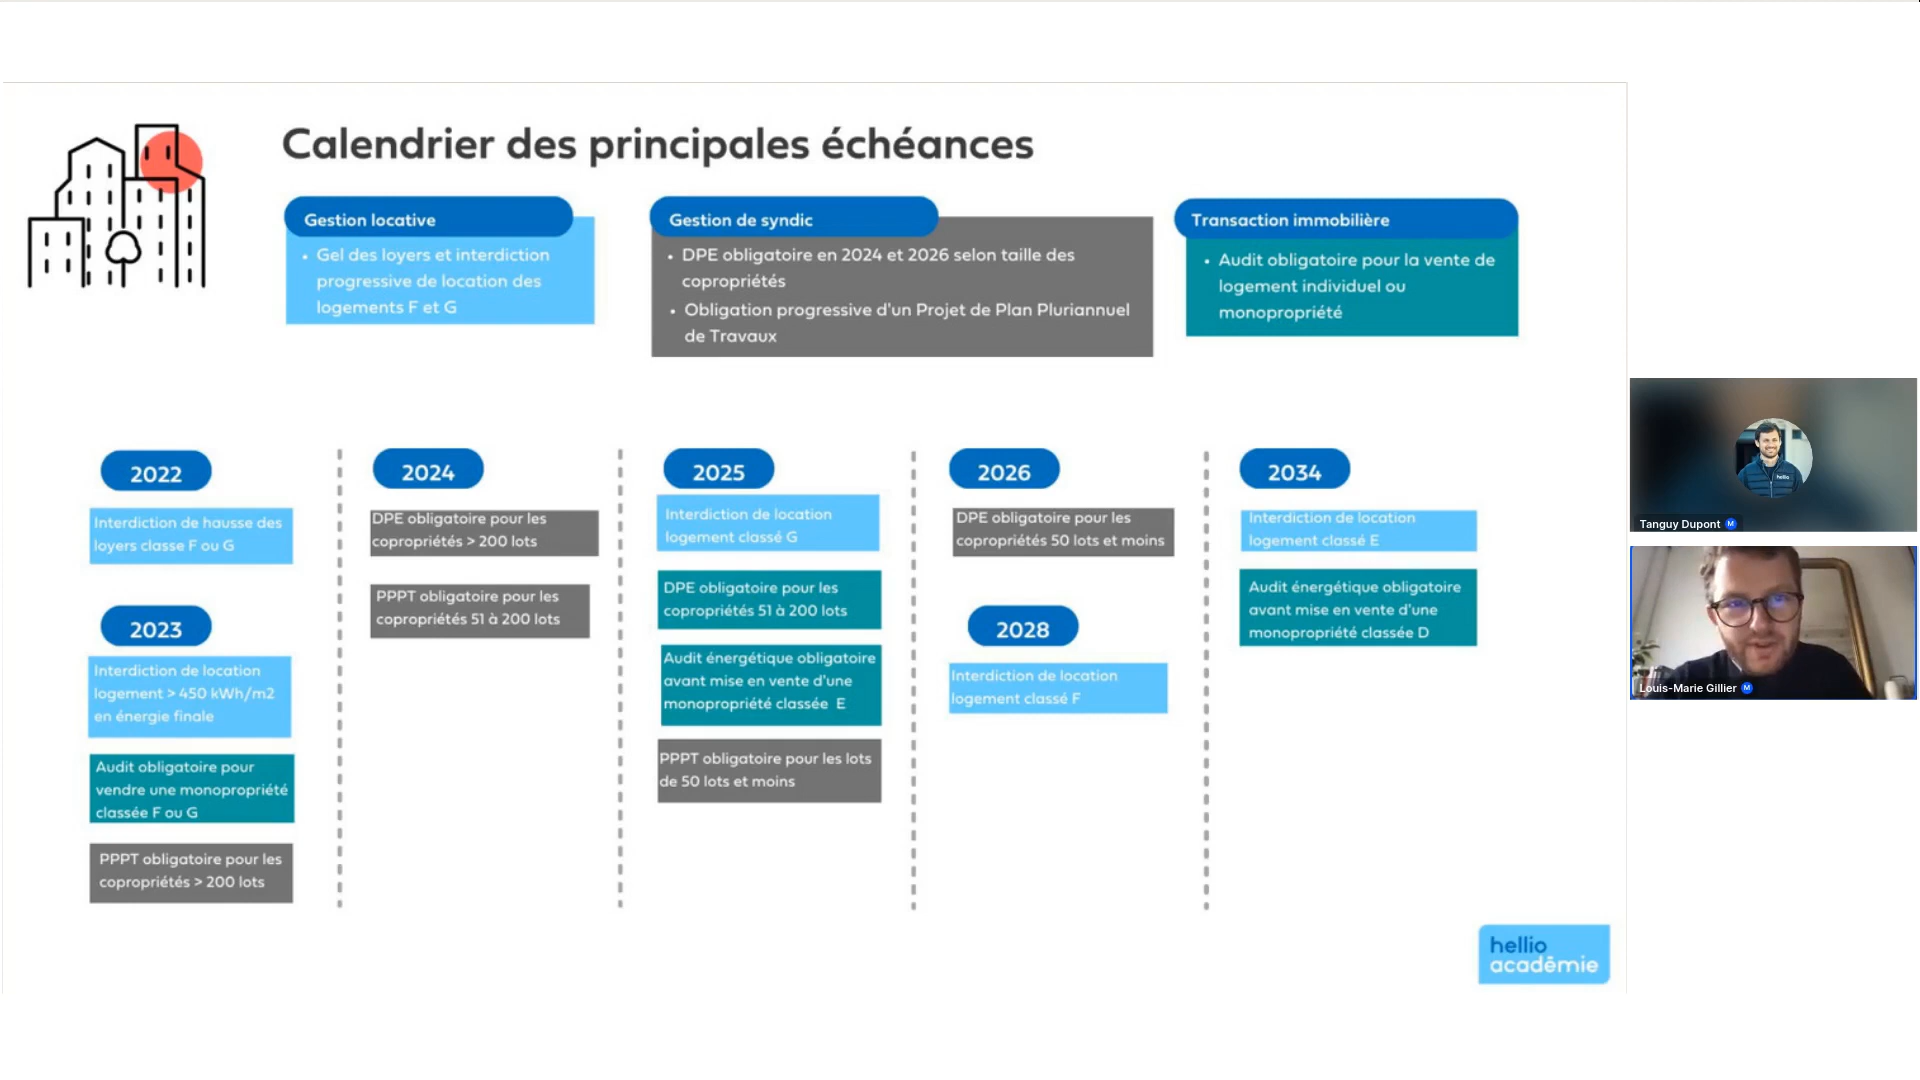 Calendrier des principales échéances
Gestion locative
• Gel des loyers et interdiction
progressive de location des
logements F et G
Gestion de syndic
• DPE obligatoire en 2024 et 2026 selon taille des
copropriétés
• Obligation progressive d'un Projet de Plan Pluriannuel
de Travaux
Transaction immobilière
• Audit obligatoire pour la vente de
logement individuel ou
monopropriété
2022
Interdiction de hausse des
loyers classe F ou G
2023
Interdiction de location
logement > 450 kWh/m2
en énergie finale
Audit obligatoire pour
vendre une monopropriété
classée F ou G
PPPT obligatoire pour les
copropriétés > 200 lots
2024
DPE obligatoire pour les
copropriétés > 200 lots
PPPT obligatoire pour les
copropriétés 51 à 200 lots
2025
Interdiction de location
logement classé G
DPE obligatoire pour les
copropriétés 51 à 200 lots
Audit énergétique obligatoire
avant mise en vente d'une
monopropriété classée E
PPPT obligatoire pour les lots
de 50 lots et moins
2026
DPE obligatoire pour les
copropriétés 50 lots et moins
2028
Interdiction de location
logement classé F
2034
Interdiction de location
logement classé E
Audit énergétique obligatoire
avant mise en vente d'une
monopropriété classée D
hellio
académie
hellio
Tanguy Dupont M
Louis-Marie Gillier M